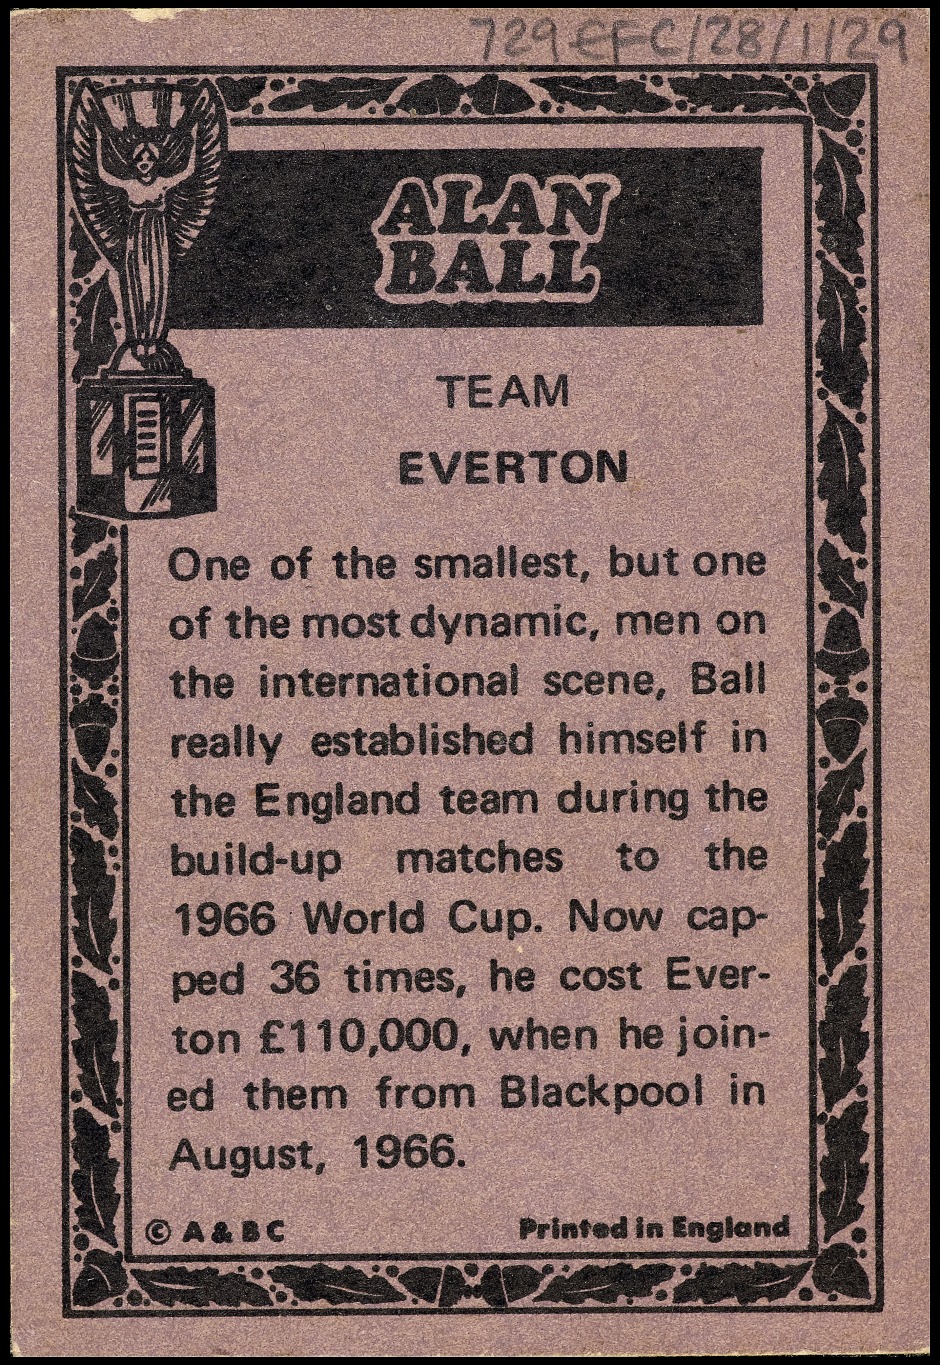 729 EFC/28/1/29
ALAN
BALL
TEAM
EVERTON
One of the smallest, but one
of the most dynamic, men on
the international scene, Ball
really established himself in
the England team during the
build-up matches to the
1966 World Cup. Now cap-
ped 36 times, he cost Ever-
ton £110,000, when he join-
ed them from Blackpool in
August, 1966.
© A & B C
Printed in England